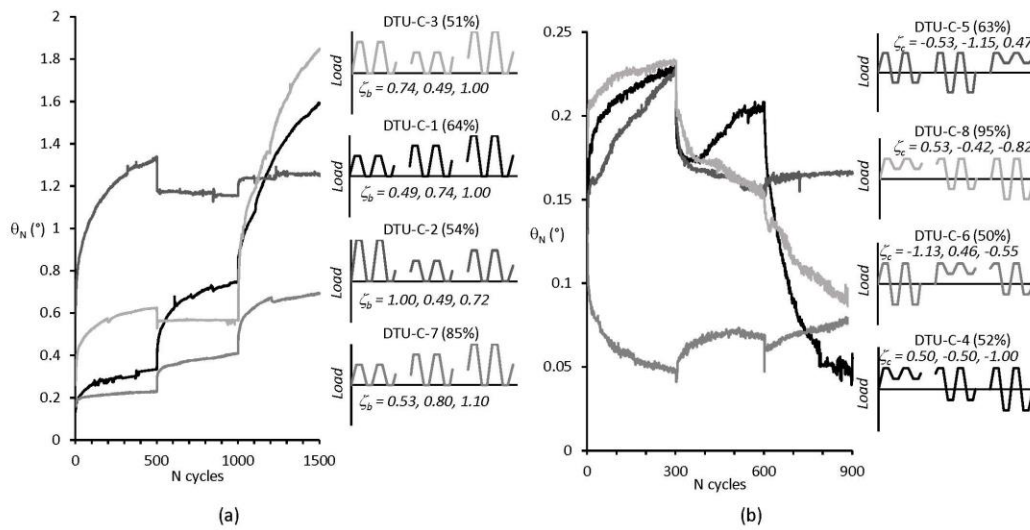 2
1.8
1.6
1.4
1.2
θN (°)
1
0.8
0.6
0.4
0.2
0
0
500
1000
1500
N cycles
(a)
DTU-C-3 (51%)
Load
ζb = 0.74, 0.49, 1.00
DTU-C-1 (64%)
Load
ζb = 0.49, 0.74, 1.00
DTU-C-2 (54%)
Load
ζb = 1.00, 0.49, 0.72
DTU-C-7 (85%)
Load
ζb = 0.53, 0.80, 1.10
0.25
0.2
0.15
θN (°)
0.1
0.05
0
0
300
600
900
N cycles
(b)
DTU-C-5 (63%)
ζc = -0.53, -1.15, 0.47
Load
DTU-C-8 (95%)
ζc = 0.53, -0.42, -0.82
Load
DTU-C-6 (50%)
ζc = -1.13, 0.46, -0.55
Load
DTU-C-4 (52%)
ζc = 0.50, -0.50, -1.00
Load